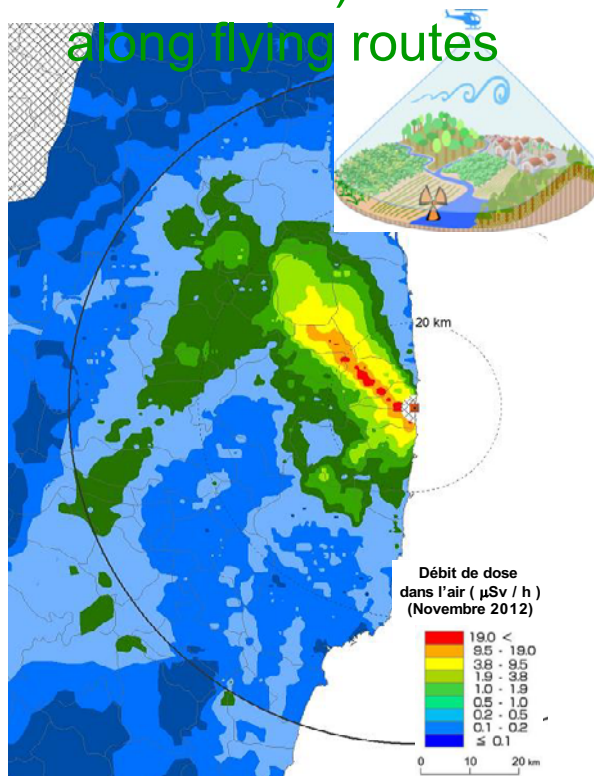 along flying routes
20 km
Débit de dose
dans l'air ( µSv / h )
(Novembre 2012)
19.0 <
9.5 - 19.0
3.8 - 9.5
1.9 - 3.8
1.0 - 1.9
0.5 - 1.0
0.2 - 0.5
0.1 - 0.2
≦ 0.1
0 10 20 km